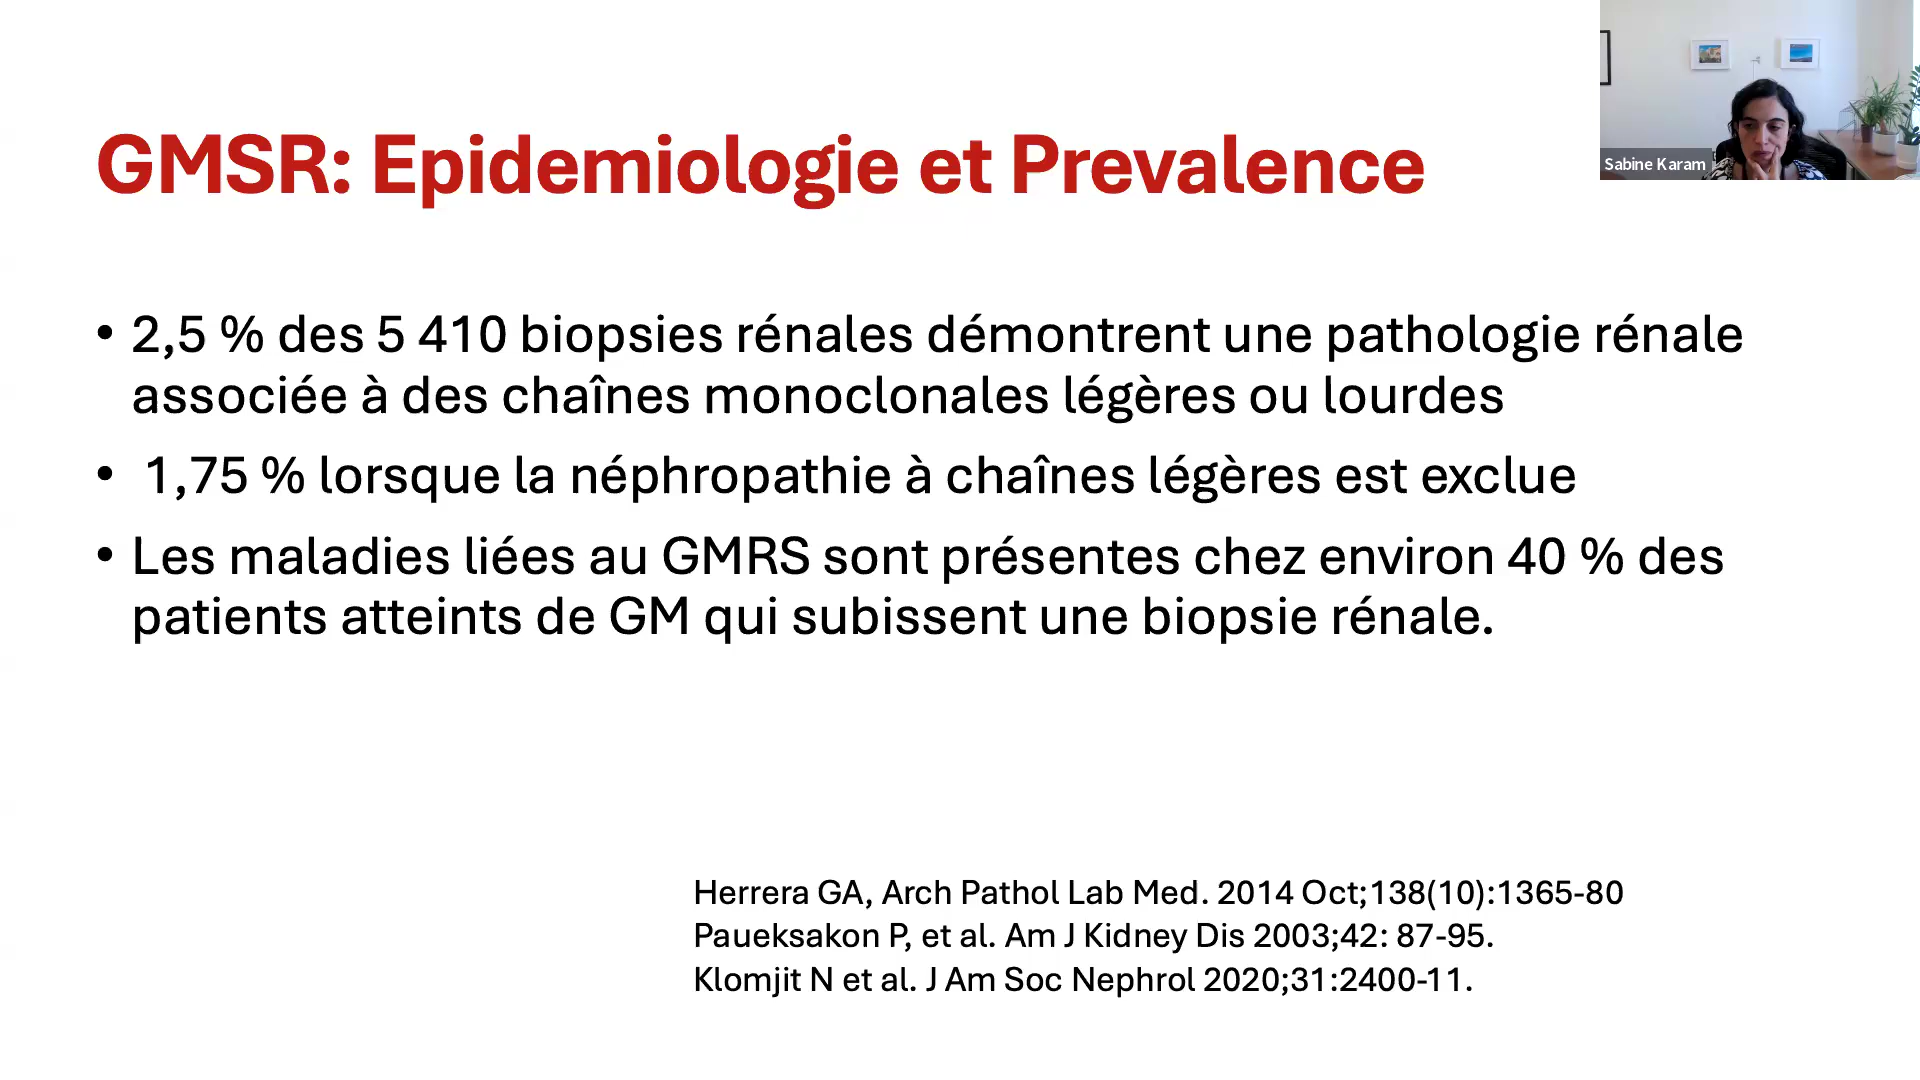 GMSR: Epidemiologie et Prevalence
Sabine Karam
• 2,5 % des 5 410 biopsies rénales démontrent une pathologie rénale
associée à des chaînes monoclonales légères ou lourdes
• 1,75 % lorsque la néphropathie à chaînes légères est exclue
• Les maladies liées au GMRS sont présentes chez environ 40 % des
patients atteints de GM qui subissent une biopsie rénale.
Herrera GA, Arch Pathol Lab Med. 2014 Oct;138(10):1365-80
Paueksakon P, et al. Am J Kidney Dis 2003;42: 87-95.
Klomjit N et al. J Am Soc Nephrol 2020;31:2400-11.